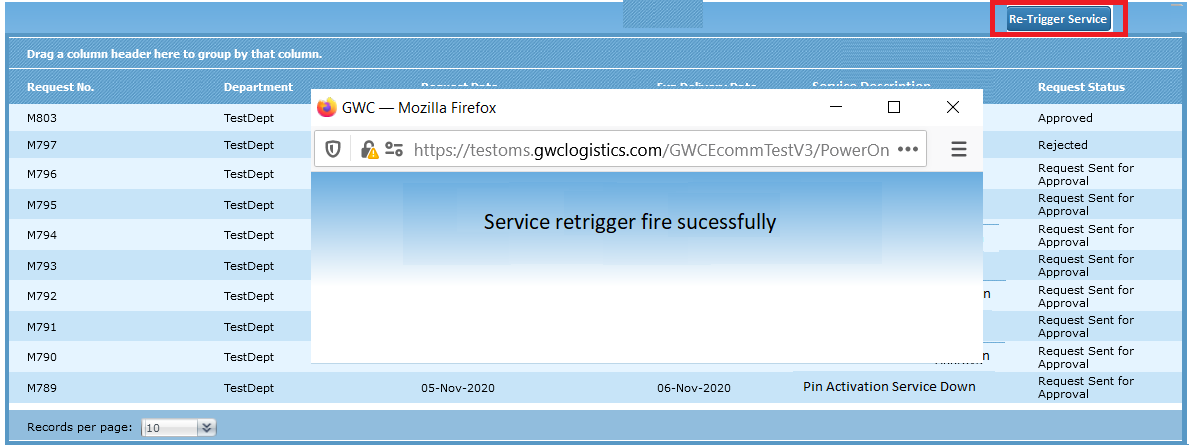 Re-Trigger Service
Drag a column header here to group by that column.
Request No. Department Request Date Exp Delivery Date Service Description Request Status
GWC — Mozilla Firefox
https://testoms.gwclogistics.com/GWCEcommTestV3/PowerOn
Service retrigger fire sucessfully
M803 TestDept Approved
M797 TestDept Rejected
M796 TestDept Request Sent for
Approval
M795 TestDept Request Sent for
Approval
M794 TestDept Request Sent for
Approval
M793 TestDept Request Sent for
Approval
M792 TestDept n Request Sent for
Approval
M791 TestDept Request Sent for
Approval
M790 TestDept n Request Sent for
Approval
M789 TestDept 05-Nov-2020 06-Nov-2020 Pin Activation Service Down Request Sent for
Approval
Records per page: 10